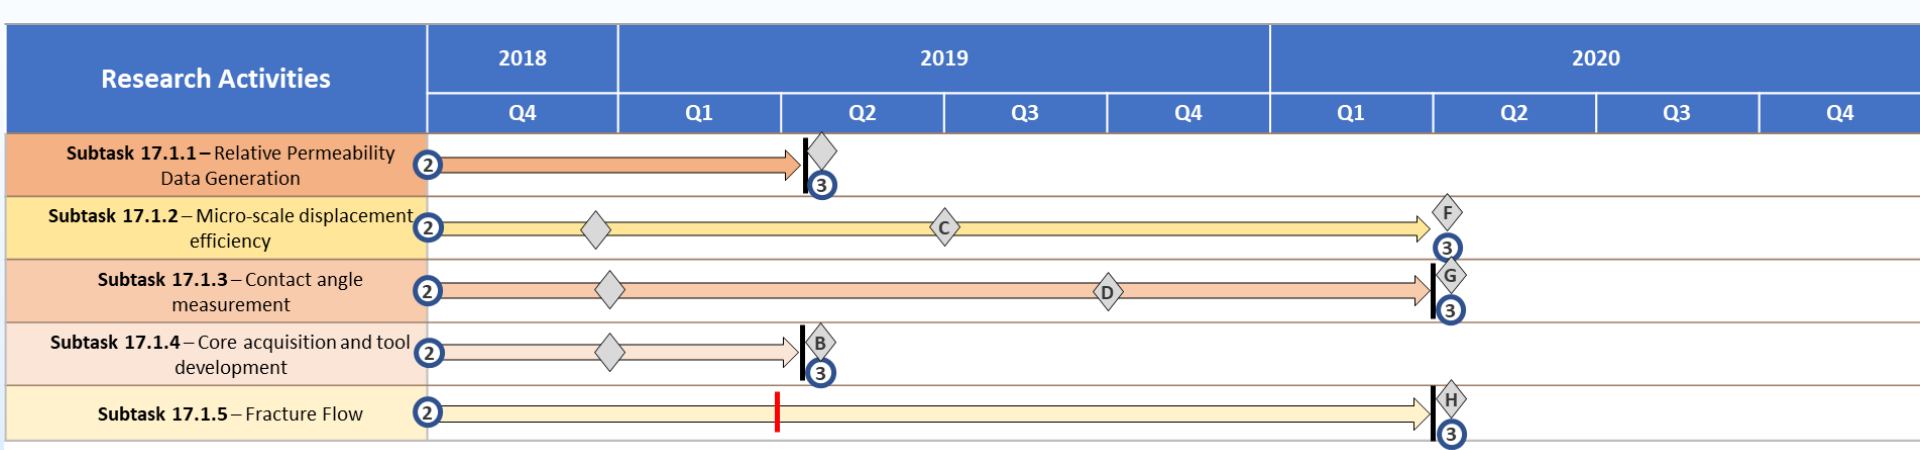 Research Activities
2018
2019
2020
Q4
Q1
Q2
Q3
Q4
Q1
Q2
Q3
Q4
Subtask 17.1.1 – Relative Permeability
Data Generation
2
3
Subtask 17.1.2 – Micro-scale displacement
efficiency
2
C
F
3
Subtask 17.1.3 – Contact angle
measurement
2
D
G
3
Subtask 17.1.4 – Core acquisition and tool
development
2
B
3
Subtask 17.1.5 – Fracture Flow
2
H
3